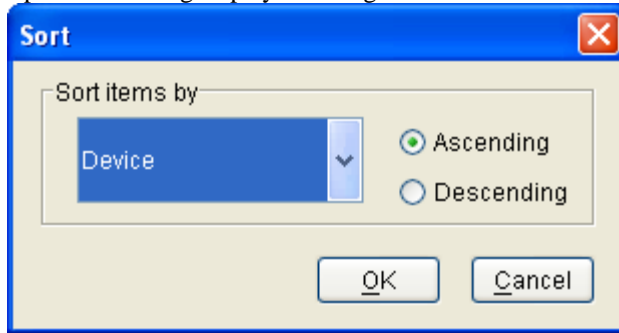 Sort
Sort items by
Device
Ascending
Descending
OK
Cancel